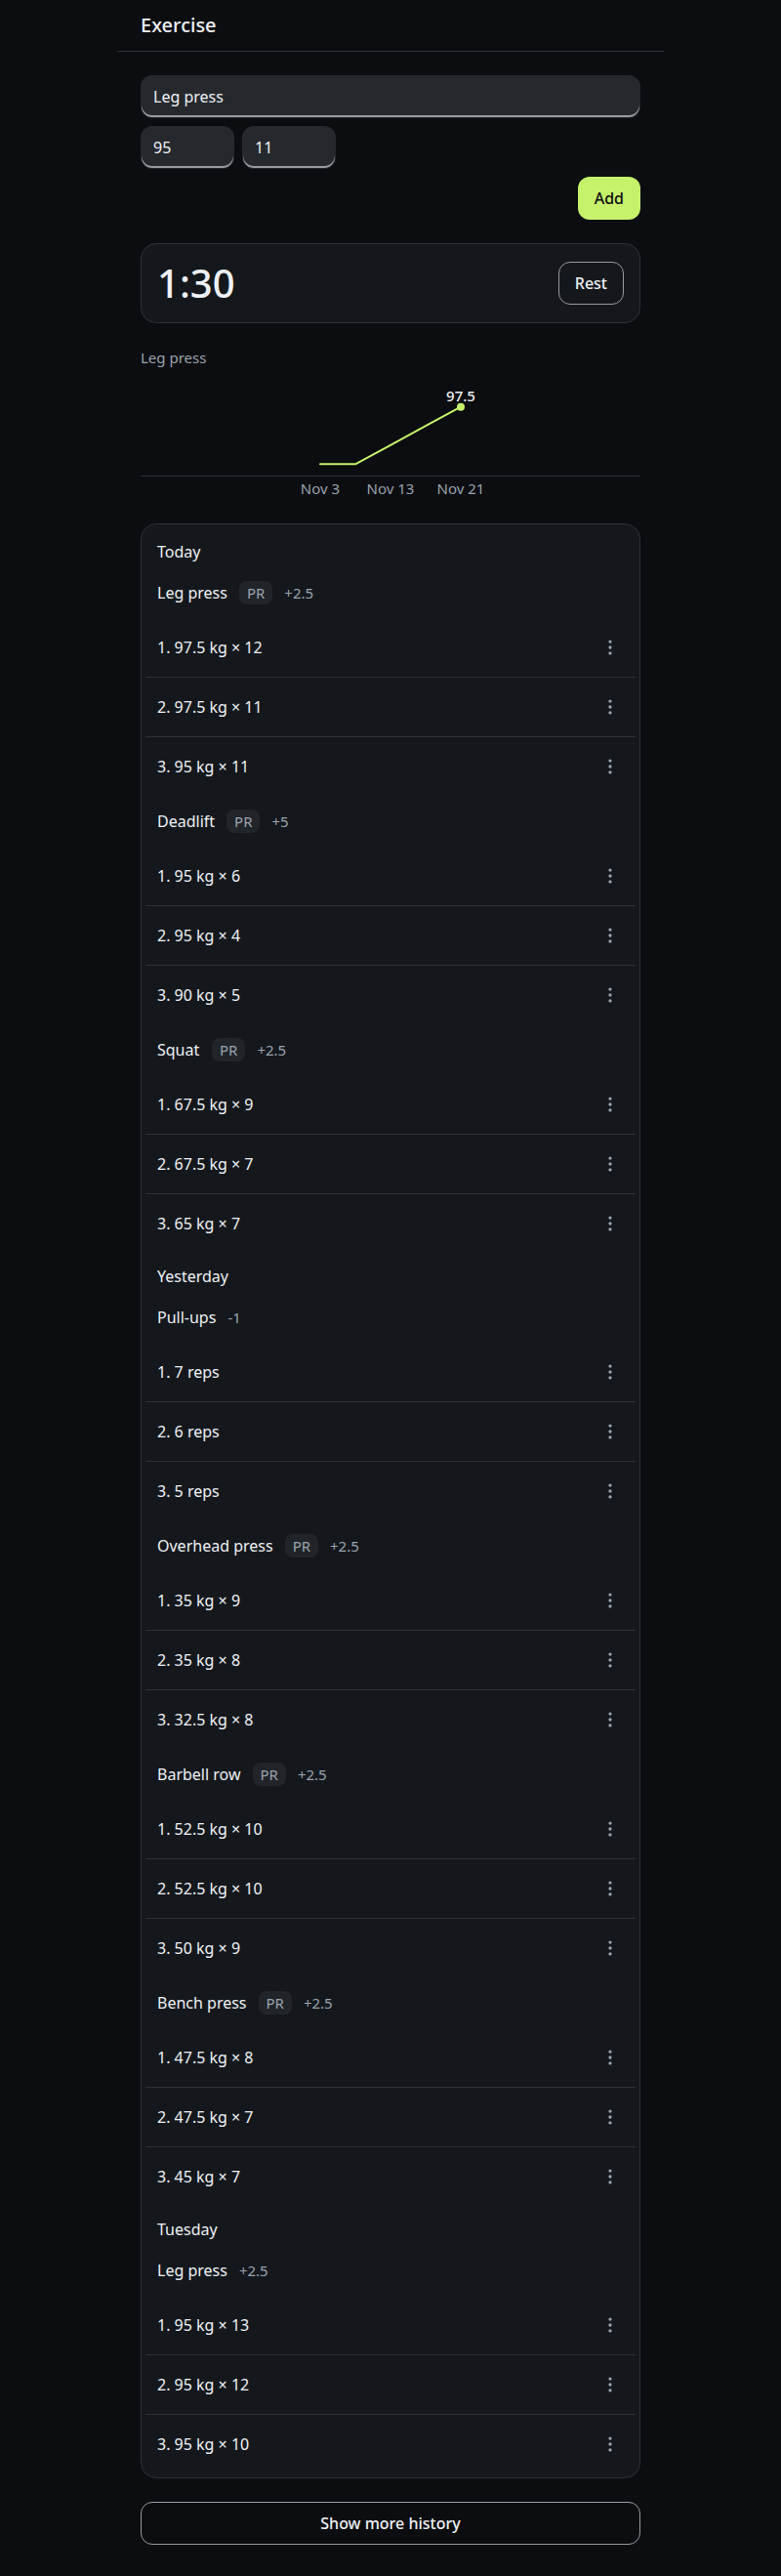 Exercise
Leg press
95 11
Add
1:30 Rest
Leg press
97.5
Nov 3 Nov 13 Nov 21
Today
Leg press PR +2.5
1. 97.5 kg × 12
2. 97.5 kg × 11
3. 95 kg × 11
Deadlift PR +5
1. 95 kg × 6
2. 95 kg × 4
3. 90 kg × 5
Squat PR +2.5
1. 67.5 kg × 9
2. 67.5 kg × 7
3. 65 kg × 7
Yesterday
Pull-ups -1
1. 7 reps
2. 6 reps
3. 5 reps
Overhead press PR +2.5
1. 35 kg × 9
2. 35 kg × 8
3. 32.5 kg × 8
Barbell row PR +2.5
1. 52.5 kg × 10
2. 52.5 kg × 10
3. 50 kg × 9
Bench press PR +2.5
1. 47.5 kg × 8
2. 47.5 kg × 7
3. 45 kg × 7
Tuesday
Leg press +2.5
1. 95 kg × 13
2. 95 kg × 12
3. 95 kg × 10
Show more history